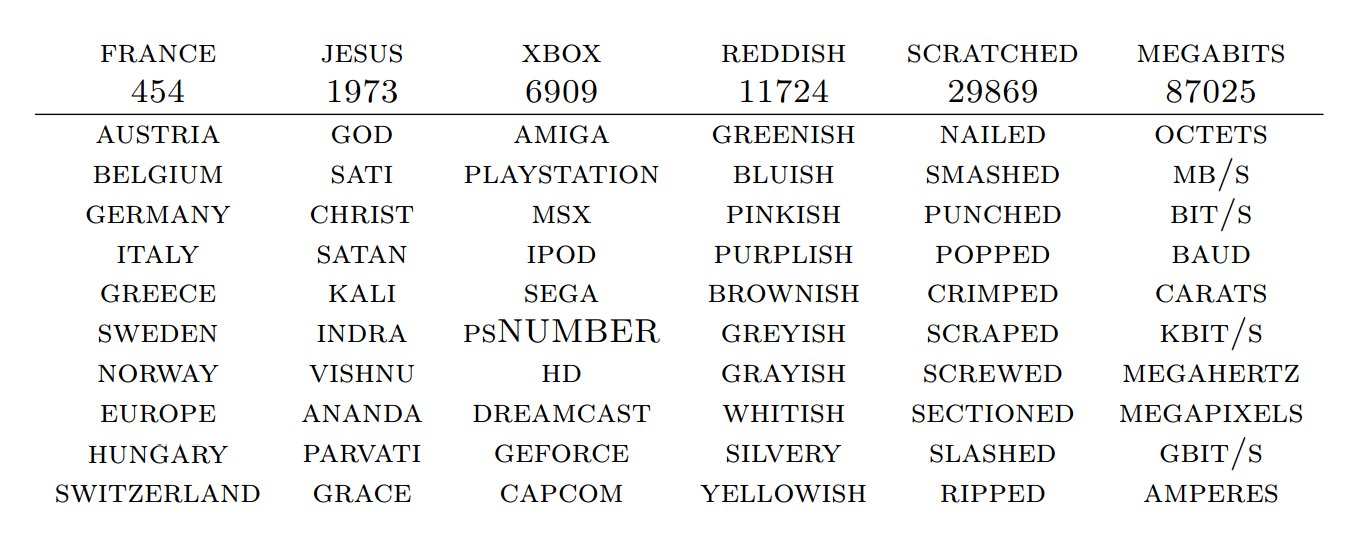 FRANCE JESUS XBOX REDDISH SCRATCHED MEGABITS
454 1973 6909 11724 29869 87025
AUSTRIA GOD AMIGA GREENISH NAILED OCTETS
BELGIUM SATI PLAYSTATION BLUISH SMASHED MB/S
GERMANY CHRIST MSX PINKISH PUNCHED BIT/S
ITALY SATAN IPOD PURPLISH POPPED BAUD
GREECE KALI SEGA BROWNISH CRIMPED CARATS
SWEDEN INDRA PSNUMBER GREYISH SCRAPED KBIT/S
NORWAY VISHNU HD GRAYISH SCREWED MEGAHERTZ
EUROPE ANANDA DREAMCAST WHITISH SECTIONED MEGAPIXELS
HUNGARY PARVATI GEFORCE SILVERY SLASHED GBIT/S
SWITZERLAND GRACE CAPCOM YELLOWISH RIPPED AMPERES